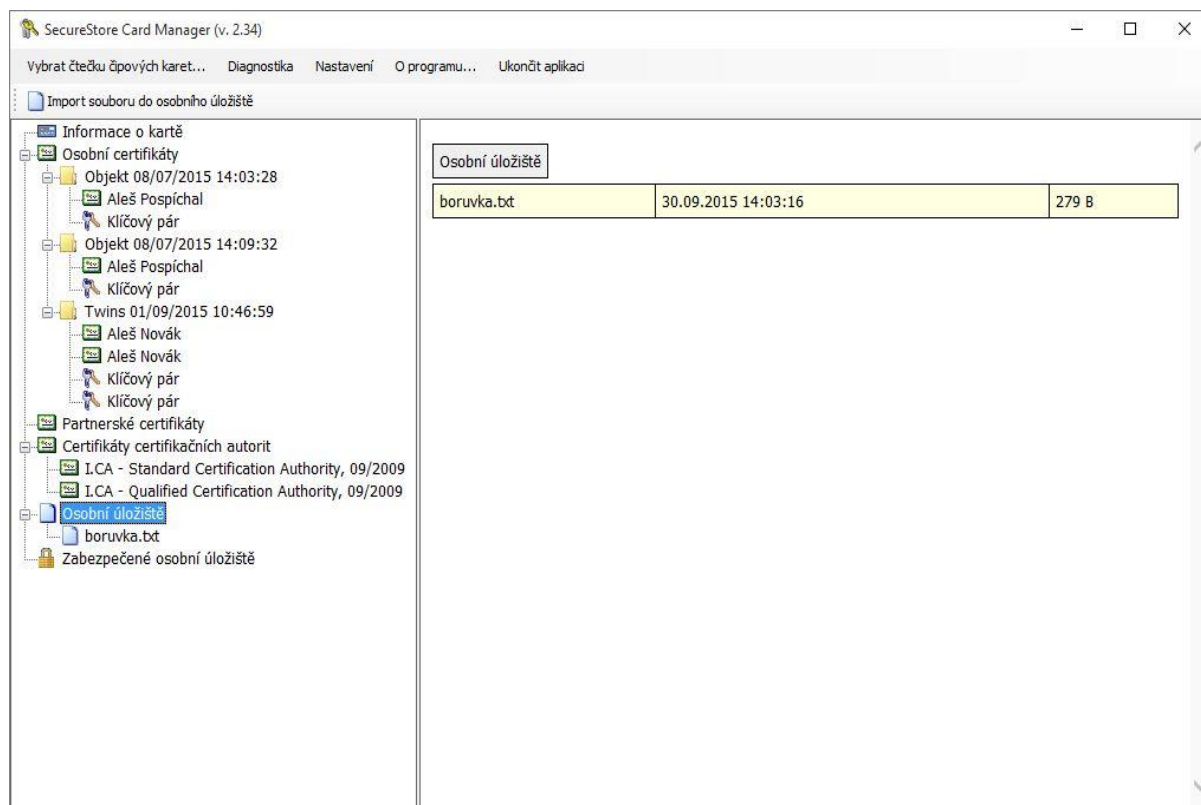 SecureStore Card Manager (v. 2.34)
Vybrat čtečku čipových karet... Diagnostika Nastavení O programu... Ukončit aplikaci
Import souboru do osobního úložiště
Informace o kartě
Osobní certifikáty
Objekt 08/07/2015 14:03:28
Aleš Pospíchal
Klíčový pár
Objekt 08/07/2015 14:09:32
Aleš Pospíchal
Klíčový pár
Twins 01/09/2015 10:46:59
Aleš Novák
Aleš Novák
Klíčový pár
Klíčový pár
Partnerské certifikáty
Certifikáty certifikačních autorit
I.CA - Standard Certification Authority, 09/2009
I.CA - Qualified Certification Authority, 09/2009
Osobní úložiště
boruvka.txt
Zabezpečené osobní úložiště
Osobní úložiště
boruvka.txt 30.09.2015 14:03:16 279 B